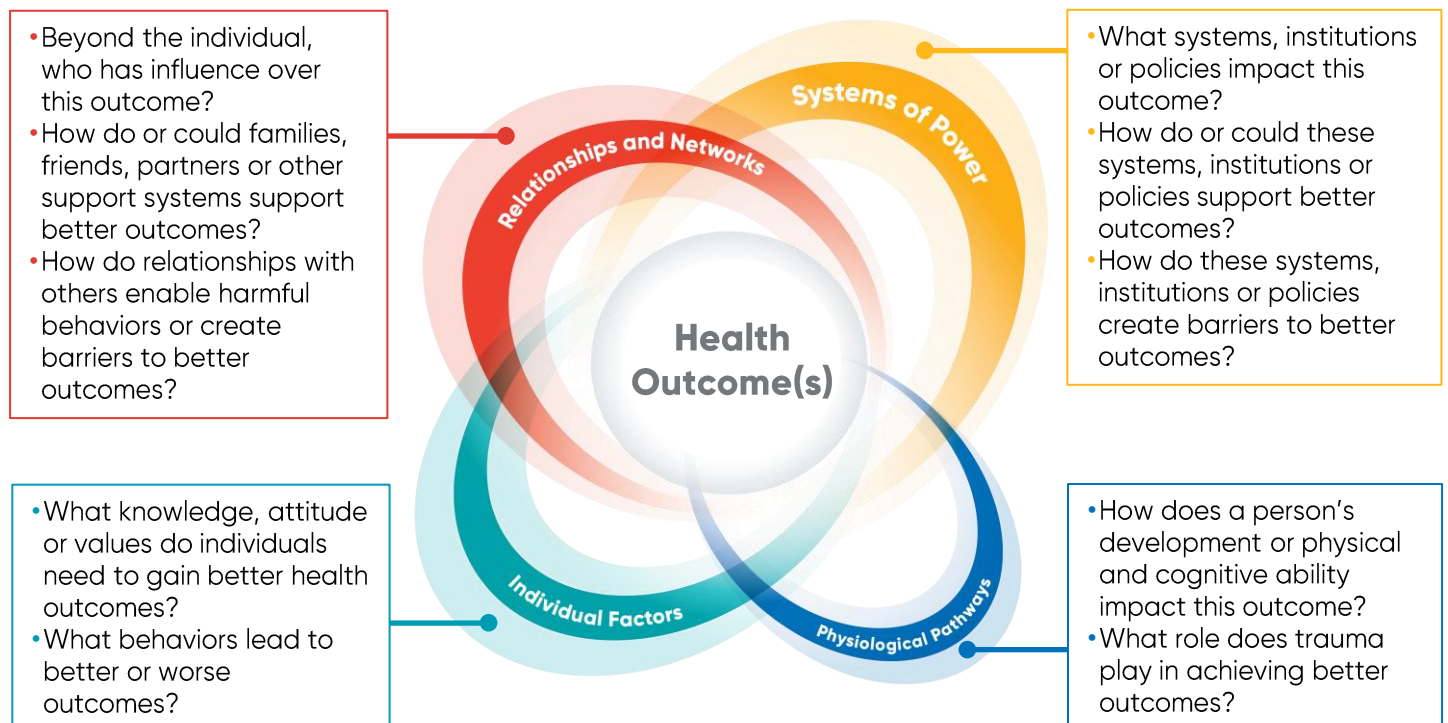 •Beyond the individual,
who has influence over
this outcome?
•How do or could families,
friends, partners or other
support systems support
better outcomes?
•How do relationships with
others enable harmful
behaviors or create
barriers to better
outcomes?
Relationships and Networks
Systems of Power
•What systems, institutions
or policies impact this
outcome?
•How do or could these
systems, institutions or
policies support better
outcomes?
•How do these systems,
institutions or policies
create barriers to better
outcomes?
Health
Outcome(s)
•What knowledge, attitude
or values do individuals
need to gain better health
outcomes?
•What behaviors lead to
better or worse
outcomes?
Individual Factors
Physiological Pathways
•How does a person's
development or physical
and cognitive ability
impact this outcome?
•What role does trauma
play in achieving better
outcomes?